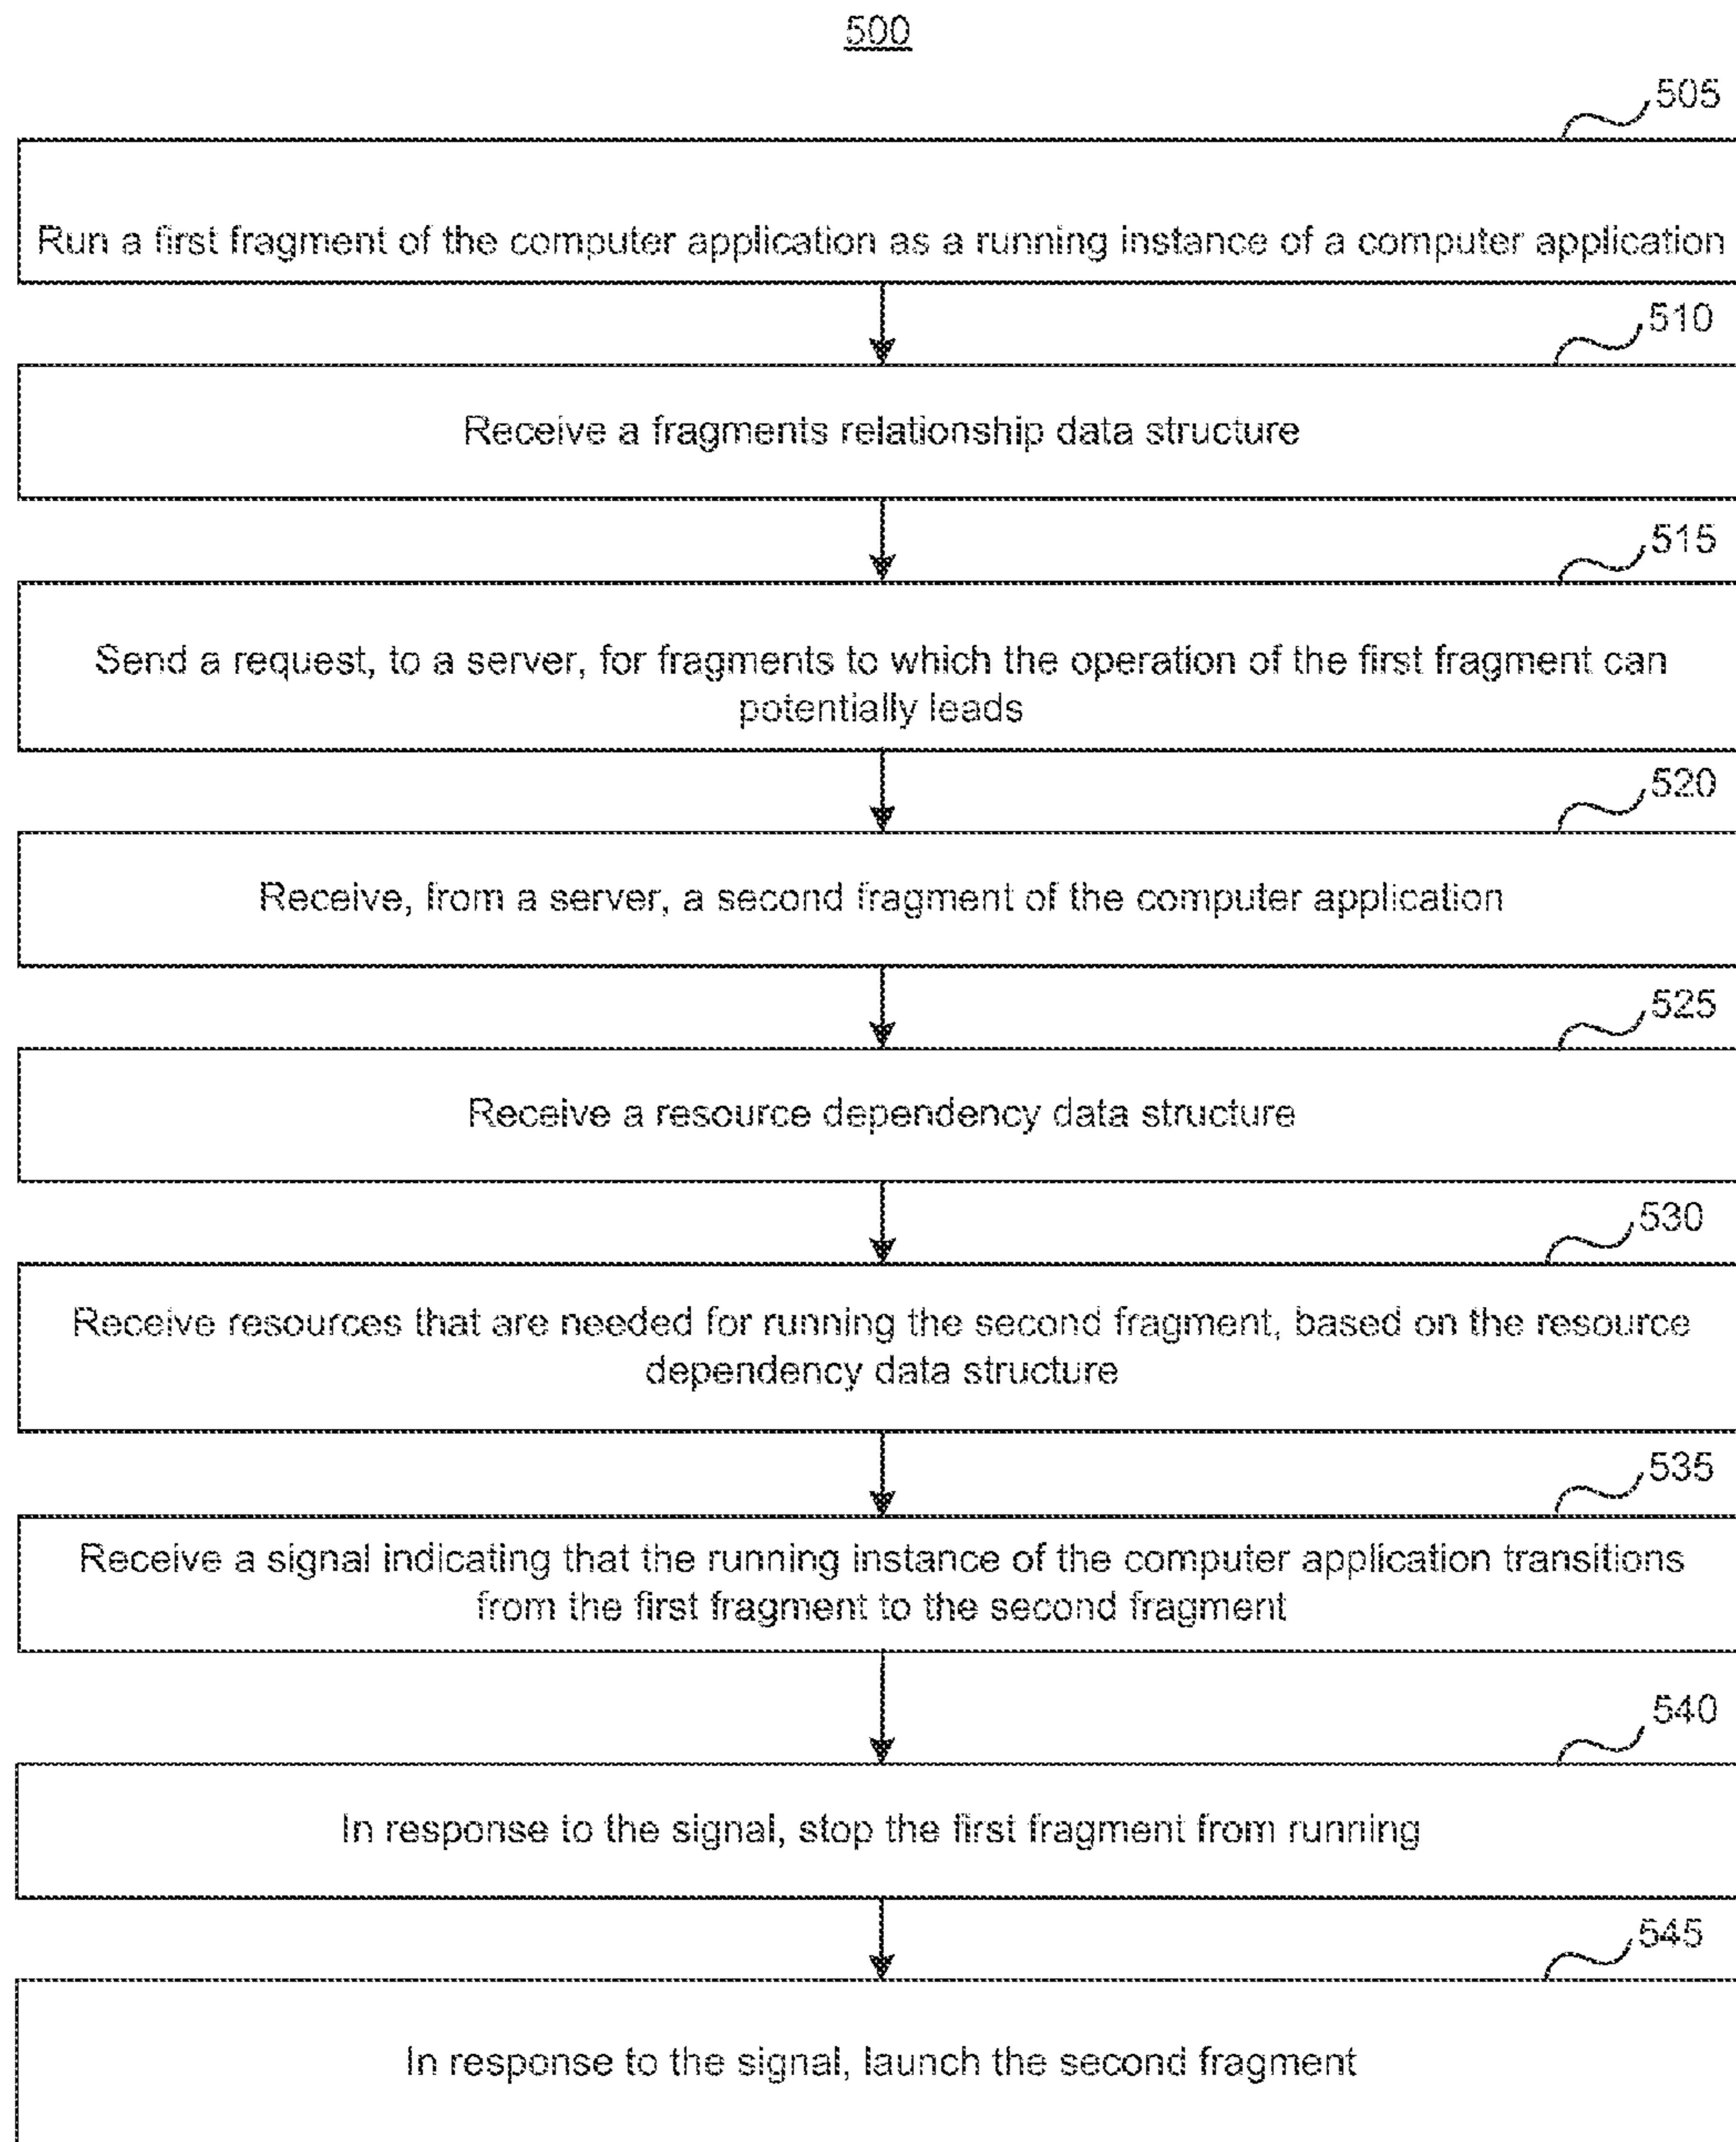 500
505
Run a first fragment of the computer application as a running instance of a computer application
510
Receive a fragments relationship data structure
515
Send a request, to a server, for fragments to which the operation of the first fragment can
potentially leads
520
Receive, from a server, a second fragment of the computer application
525
Receive a resource dependency data structure
530
Receive resources that are needed for running the second fragment, based on the resource
dependency data structure
535
Receive a signal indicating that the running instance of the computer application transitions
from the first fragment to the second fragment
540
In response to the signal, stop the first fragment from running
545
In response to the signal, launch the second fragment